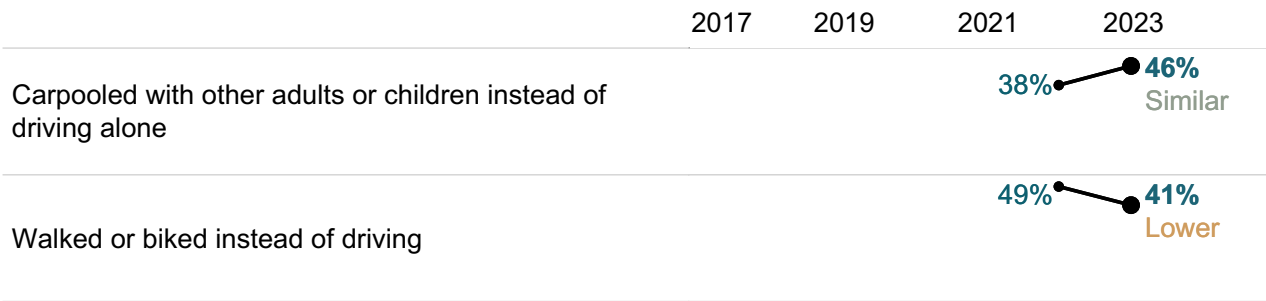 2017 2019 2021 2023
Carpooled with other adults or children instead of
driving alone
38% 46%
Similar
Walked or biked instead of driving
49% 41%
Lower